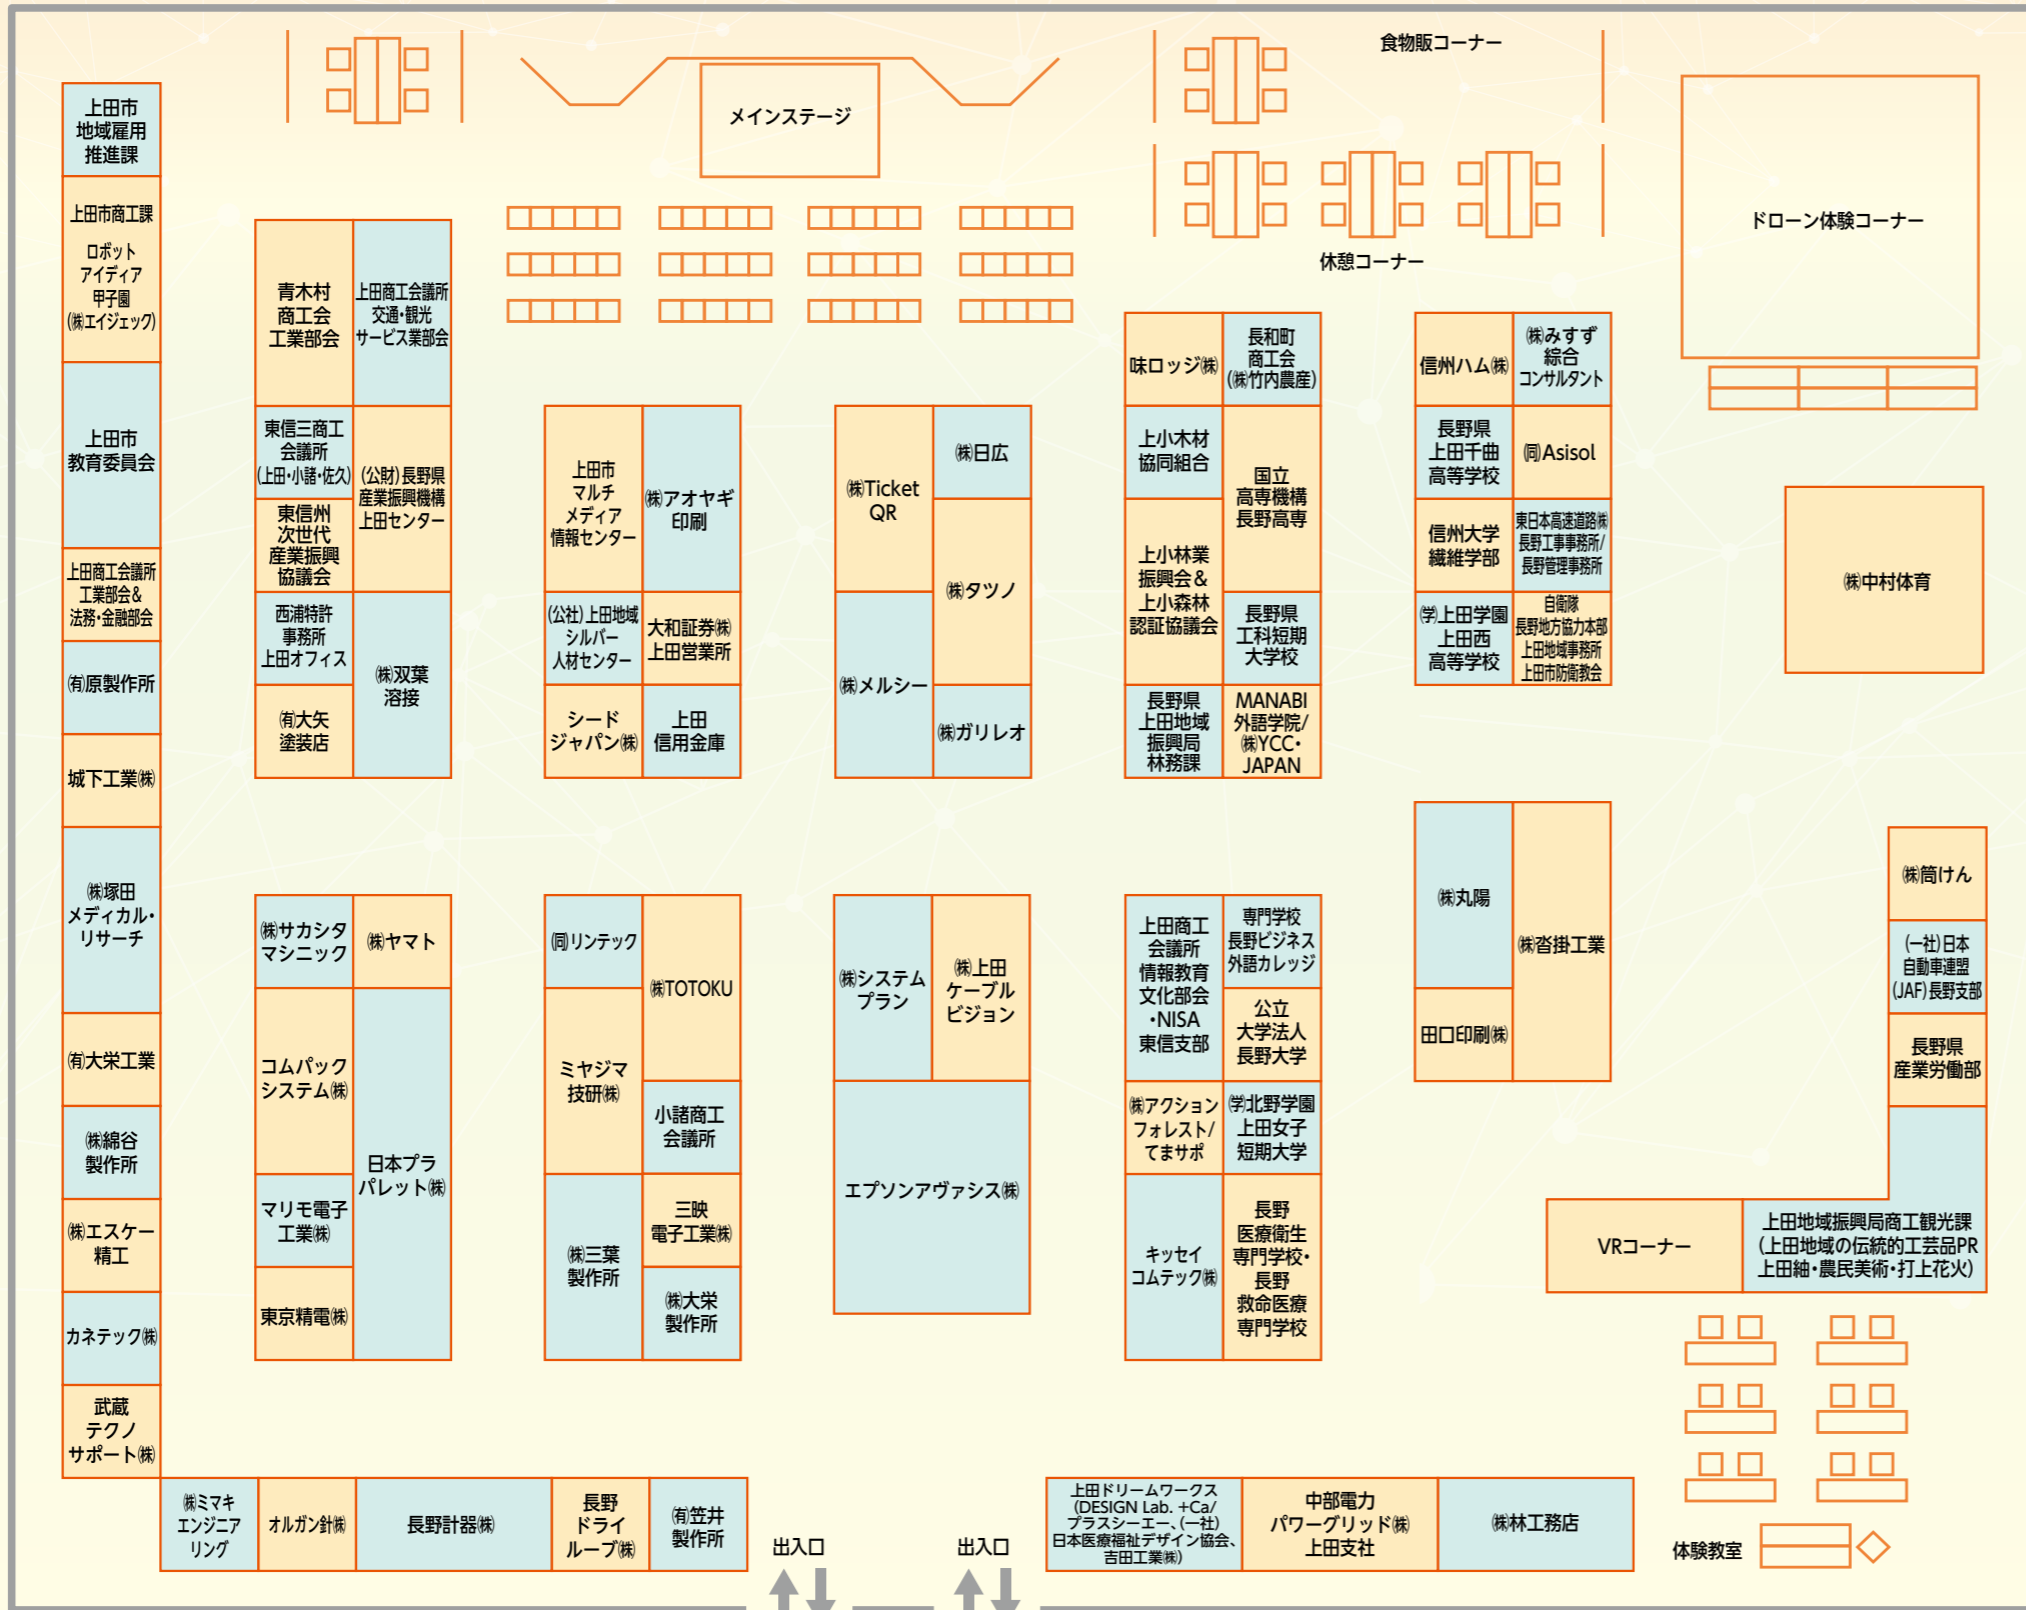 食物販コーナー
メインステージ
休憩コーナー
ドローン体験コーナー
上田市
地域雇用
推進課
上田市商工課
ロボット
アイディア
甲子園
(㈱エイジェック)
上田市
教育委員会
上田商工会議所
工業部会&
法務・金融部会
㈲原製作所
城下工業㈱
㈱塚田
メディカル・
リサーチ
㈲大栄工業
㈱綿谷
製作所
㈱エスケー
精工
カネテック㈱
武蔵
テクノ
サポート㈱
青木村
商工会
工業部会
上田商工会議所
交通・観光
サービス業部会
東信三商工
会議所
(上田・小諸・佐久)
(公財)長野県
産業振興機構
上田センター
東信州
次世代
産業振興
協議会
西浦特許
事務所
上田オフィス
㈱双葉
溶接
㈲大矢
塗装店
上田市
マルチ
メディア
情報センター
㈱アオヤギ
印刷
(公社)上田地域
シルバー
人材センター
大和証券㈱
上田営業所
シード
ジャパン㈱
上田
信用金庫
㈱Ticket
QR
㈱日広
㈱タツノ
㈱メルシー
㈱ガリレオ
味ロッジ㈱
長和町
商工会
(㈱竹内農産)
上小木材
協同組合
国立
高専機構
長野高専
上小林業
振興会&
上小森林
認証協議会
長野県
工科短期
大学校
長野県
上田地域
振興局
林務課
MANABI
外語学院/
㈱YCC・
JAPAN
信州ハム㈱
㈱みすず
綜合
コンサルタント
長野県
上田千曲
高等学校
㈾Asisol
信州大学
繊維学部
東日本高速道路㈱
長野工事事務所/
長野管理事務所
㈻上田学園
上田西
高等学校
自衛隊
長野地方協力本部
上田地域事務所
上田市防衛教会
㈱中村体育
㈱サカシタ
マシニック
㈱ヤマト
コムパック
システム㈱
日本プラ
パレット㈱
マリモ電子
工業㈱
東京精電㈱
㈾リンテック
㈱TOTOKU
ミヤジマ
技研㈱
小諸商工
会議所
㈱三葉
製作所
三映
電子工業㈱
㈱大栄
製作所
㈱システム
プラン
㈱上田
ケーブル
ビジョン
エプソンアヴァシス㈱
上田商工
会議所
情報教育
文化部会
・NISA
東信支部
専門学校
長野ビジネス
外語カレッジ
公立
大学法人
長野大学
㈱アクション
フォレスト/
てまサポ
㈻北野学園
上田女子
短期大学
キッセイ
コムテック㈱
長野
医療衛生
専門学校・
長野
救命医療
専門学校
㈱丸陽
㈱沓掛工業
田口印刷㈱
㈱筒けん
(一社)日本
自動車連盟
(JAF)長野支部
長野県
産業労働部
VRコーナー
上田地域振興局商工観光課
(上田地域の伝統的工芸品PR
上田紬・農民美術・打上花火)
㈱ミマキ
エンジニア
リング
オルガン針㈱
長野計器㈱
長野
ドライ
ルーブ㈱
㈲笠井
製作所
出入口
出入口
上田ドリームワークス
(DESIGN Lab. +Ca/
プラスシーエー、(一社)
日本医療福祉デザイン協会、
吉田工業㈱)
中部電力
パワーグリッド㈱
上田支社
㈱林工務店
体験教室